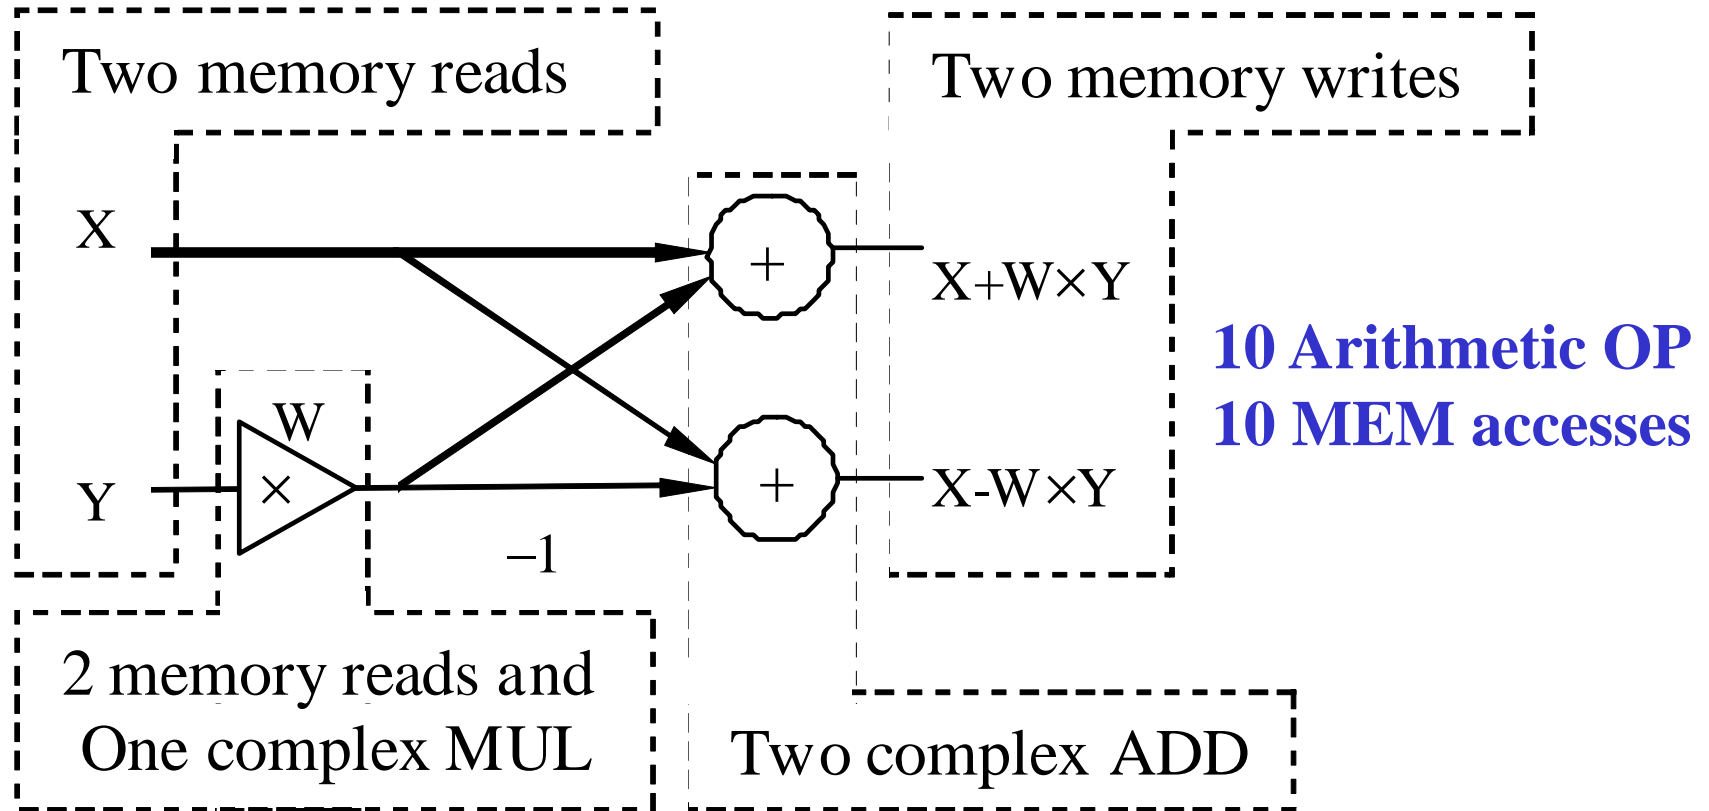 Two memory reads
Two memory writes
X
+
X+W×Y
10 Arithmetic OP
10 MEM accesses
W
Y
×
+
X-W×Y
−1
2 memory reads and
One complex MUL
Two complex ADD